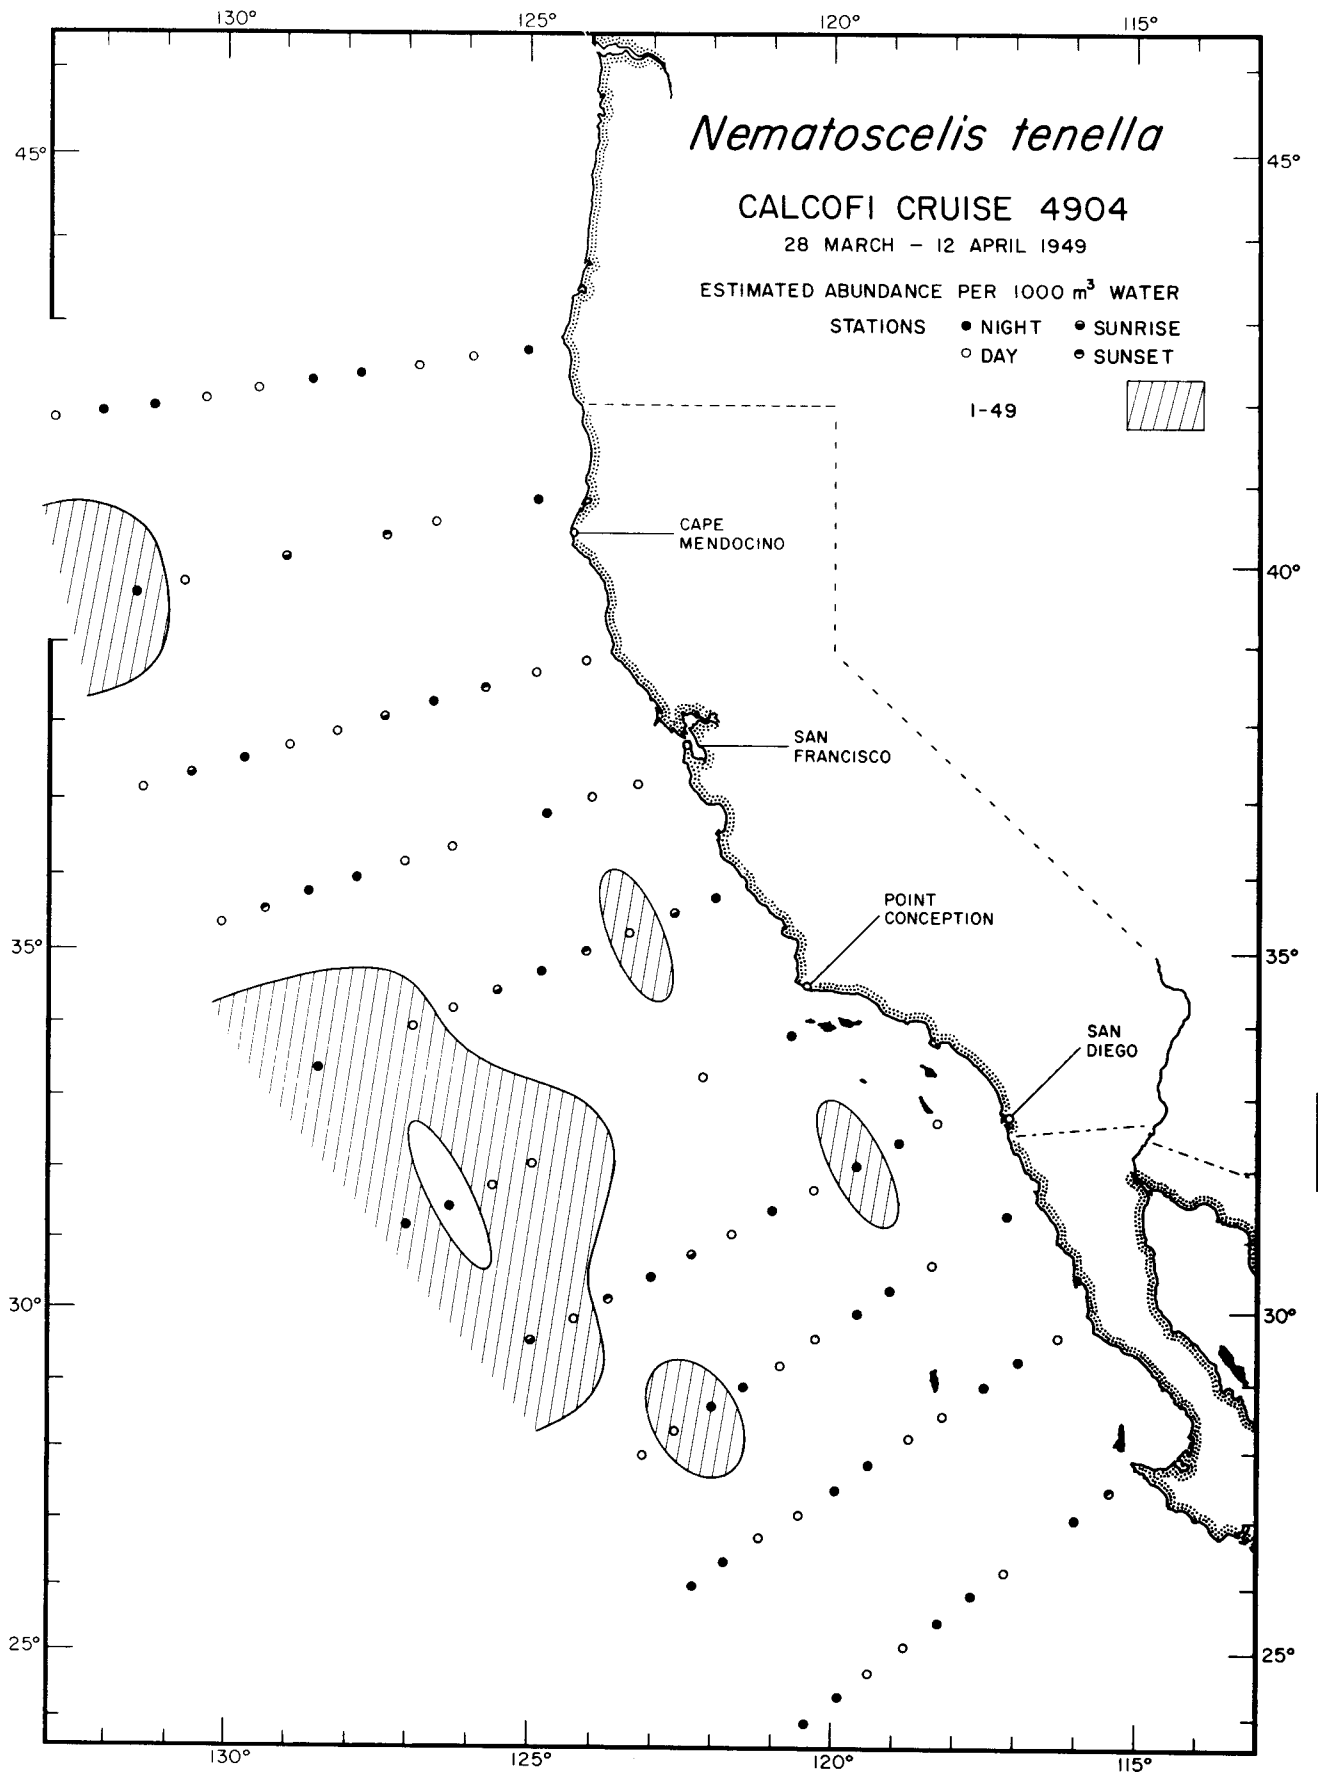 130°
125°
120°
115°
Nematoscelis tenella
45°
45°
CALCOFI CRUISE 4904
28 MARCH – 12 APRIL 1949
ESTIMATED ABUNDANCE PER 1000 m³ WATER
STATIONS
NIGHT
SUNRISE
DAY
SUNSET
1-49
CAPE
MENDOCINO
40°
SAN
FRANCISCO
POINT
CONCEPTION
35°
35°
SAN
DIEGO
30°
30°
25°
25°
130°
125°
120°
115°